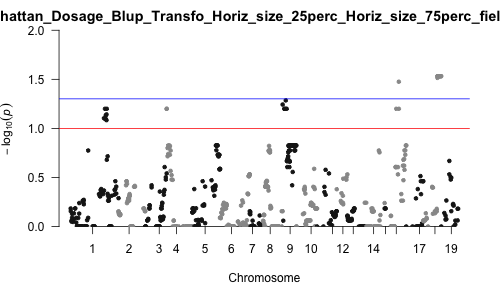 hattan_Dosage_Blup_Transfo_Horiz_size_25perc_Horiz_size_75perc_fiel
2.0
1.5
1.0
0.5
0.0
− log₁₀(p)
1 2 3 4 5 6 7 8 9 10 12 14 17 19
Chromosome